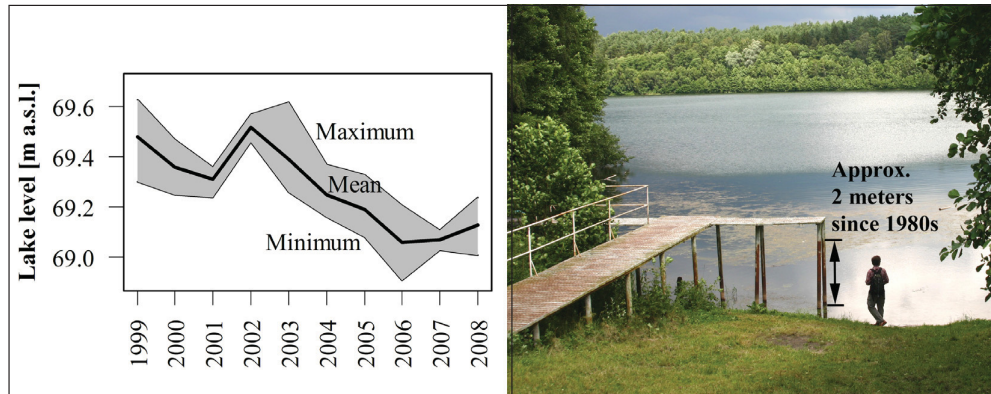 Lake level [m a.s.l.]
69.6
69.4
69.2
69.0
Maximum
Mean
Minimum
1999
2000
2001
2002
2003
2004
2005
2006
2007
2008
Approx.
2 meters
since 1980s